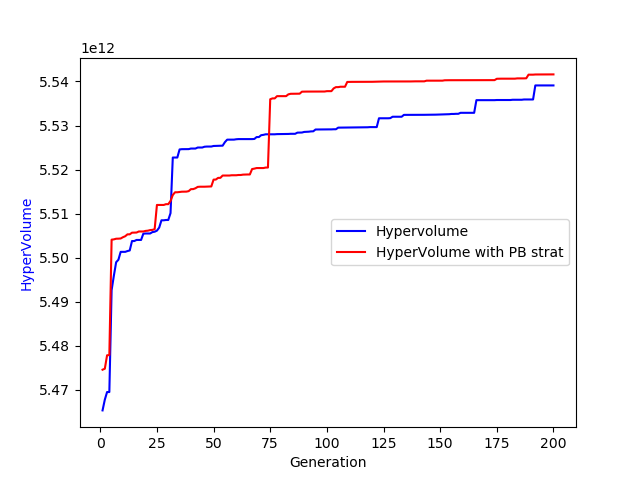 1e12
5.54
5.53
5.52
5.51
5.50
5.49
5.48
5.47
HyperVolume
Hypervolume
HyperVolume with PB strat
0 25 50 75 100 125 150 175 200
Generation